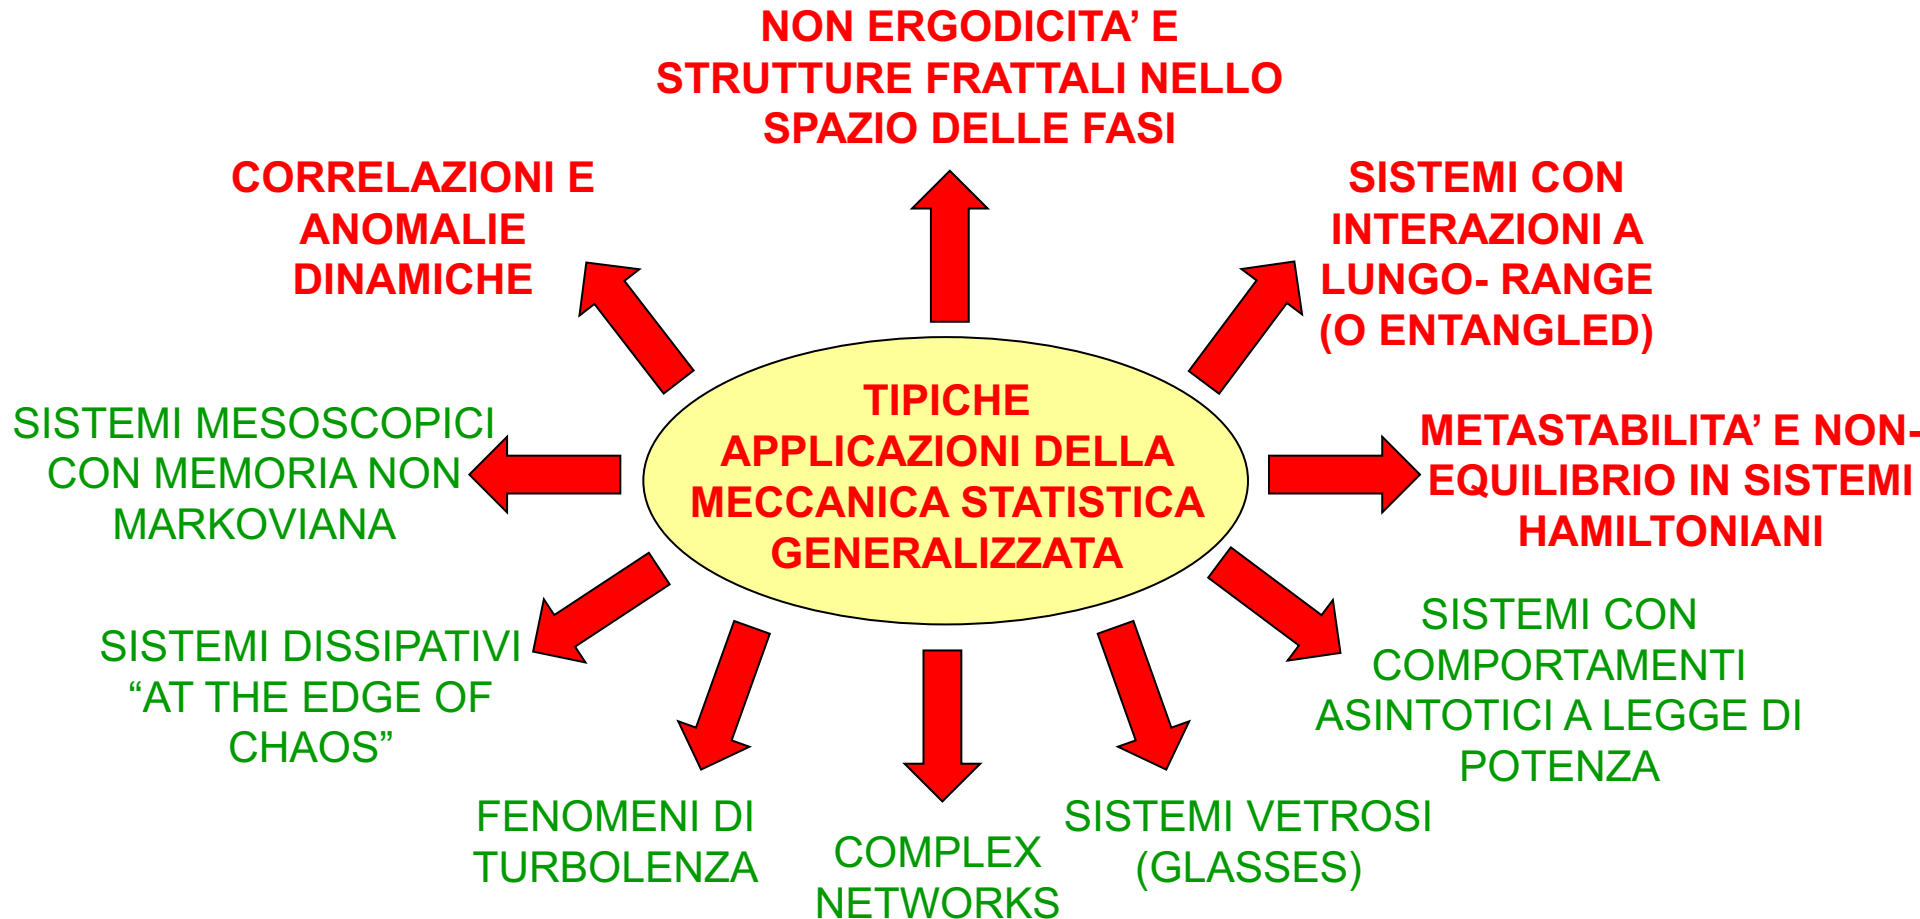 NON ERGODICITA’ E
STRUTTURE FRATTALI NELLO
SPAZIO DELLE FASI
CORRELAZIONI E
ANOMALIE
DINAMICHE
SISTEMI CON
INTERAZIONI A
LUNGO- RANGE
(O ENTANGLED)
TIPICHE
APPLICAZIONI DELLA
MECCANICA STATISTICA
GENERALIZZATA
SISTEMI MESOSCOPICI
CON MEMORIA NON
MARKOVIANA
METASTABILITA’ E NON-
EQUILIBRIO IN SISTEMI
HAMILTONIANI
SISTEMI DISSIPATIVI
“AT THE EDGE OF
CHAOS”
SISTEMI CON
COMPORTAMENTI
ASINTOTICI A LEGGE DI
POTENZA
FENOMENI DI
TURBOLENZA
COMPLEX
NETWORKS
SISTEMI VETROSI
(GLASSES)